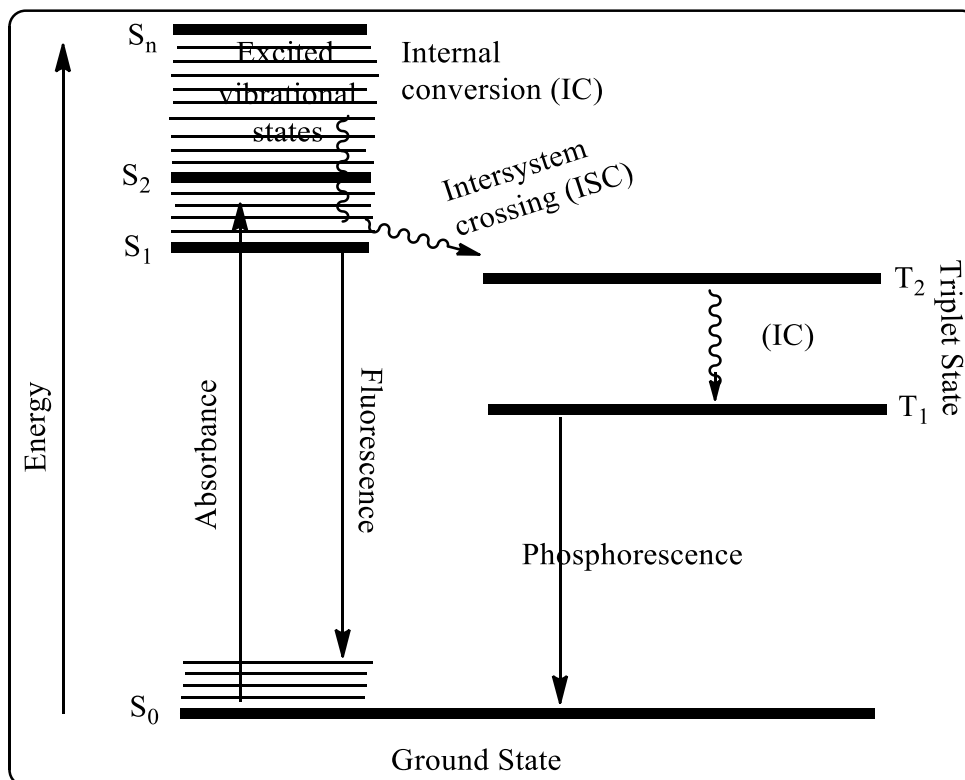 Sₙ
Excited
vibrational
states
Internal
conversion (IC)
S₂
S₁
Intersystem
crossing (ISC)
T₂
(IC)
T₁
Triplet State
Energy
Absorbance
Fluorescence
Phosphorescence
S₀
Ground State